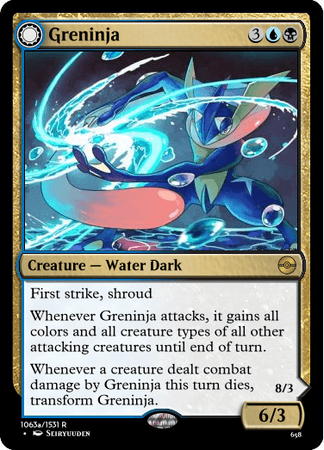 Greninja 3
Creature — Water Dark
First strike, shroud
Whenever Greninja attacks, it gains all
colors and all creature types of all other
attacking creatures until end of turn.
Whenever a creature dealt combat
damage by Greninja this turn dies,
transform Greninja.
8/3
6/3
1063a/1531 R
• SEIRYUUDEN
658